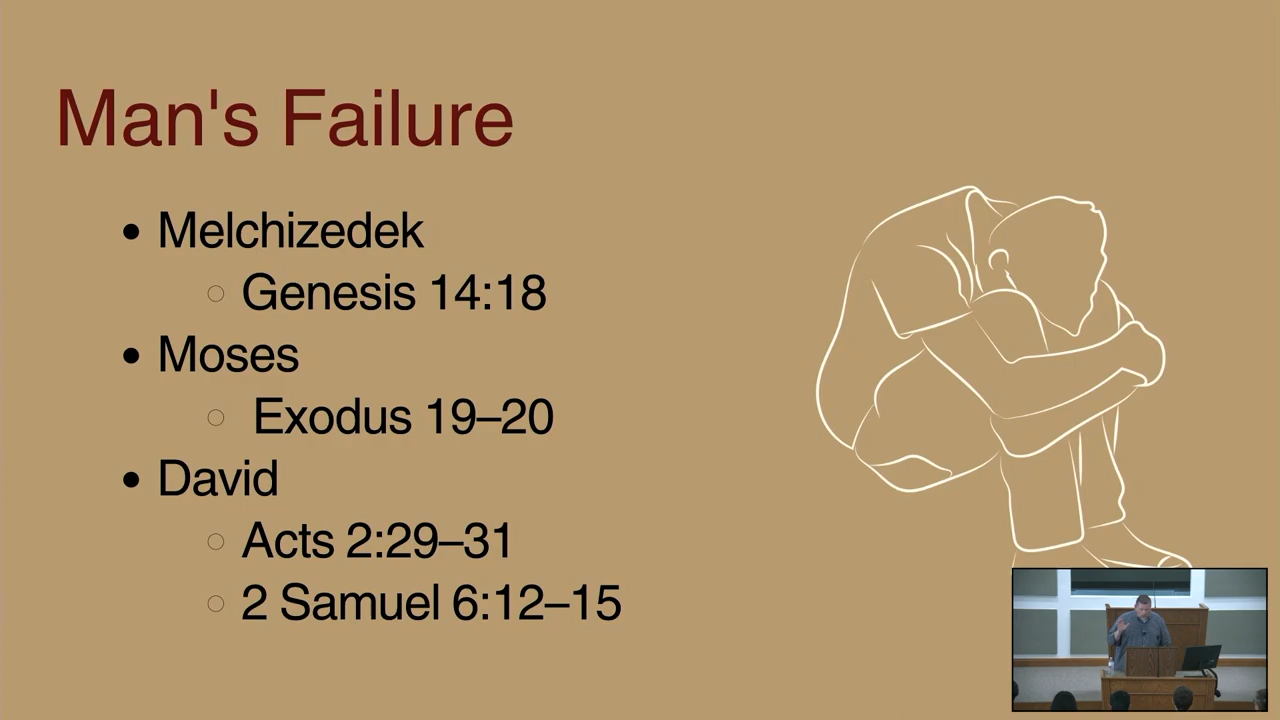 Man's Failure
• Melchizedek
○ Genesis 14:18
• Moses
○ Exodus 19–20
• David
○ Acts 2:29–31
○ 2 Samuel 6:12–15